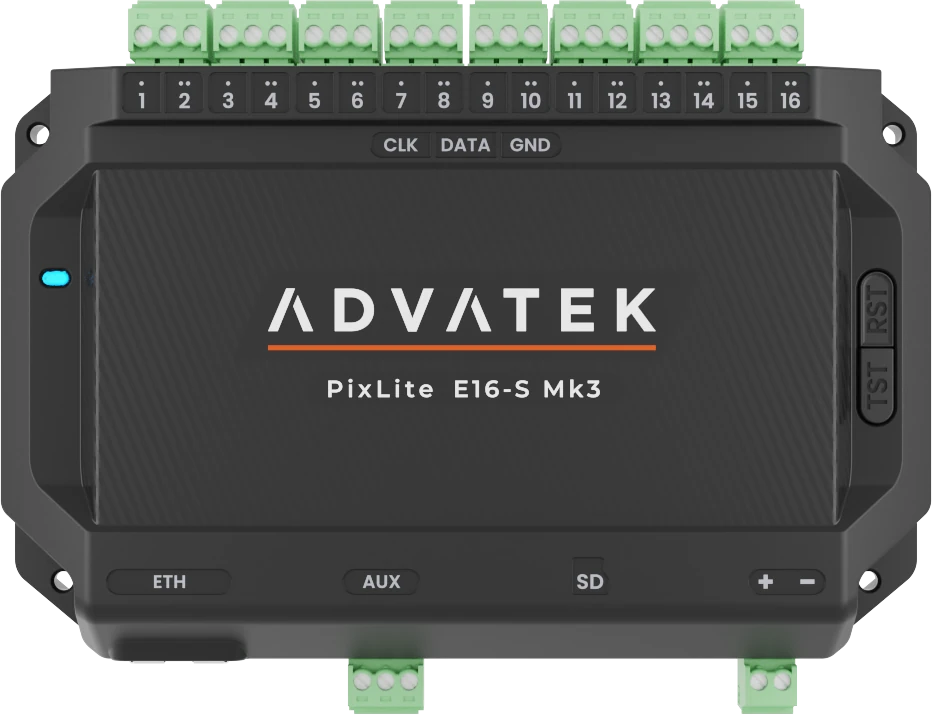 1 2 3 4 5 6 7 8 9 10 11 12 13 14 15 16
CLK DATA GND
ADVATEK
PixLite E16-S Mk3
RST
TST
ETH AUX SD + −